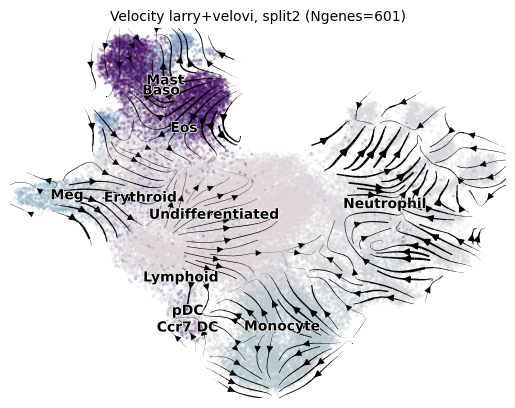 Velocity larry+velovi, split2 (Ngenes=601)
Mast
Baso
Eos
Meg
Erythroid
Neutrophil
Undifferentiated
Lymphoid
pDC
Ccr7 DC
Monocyte